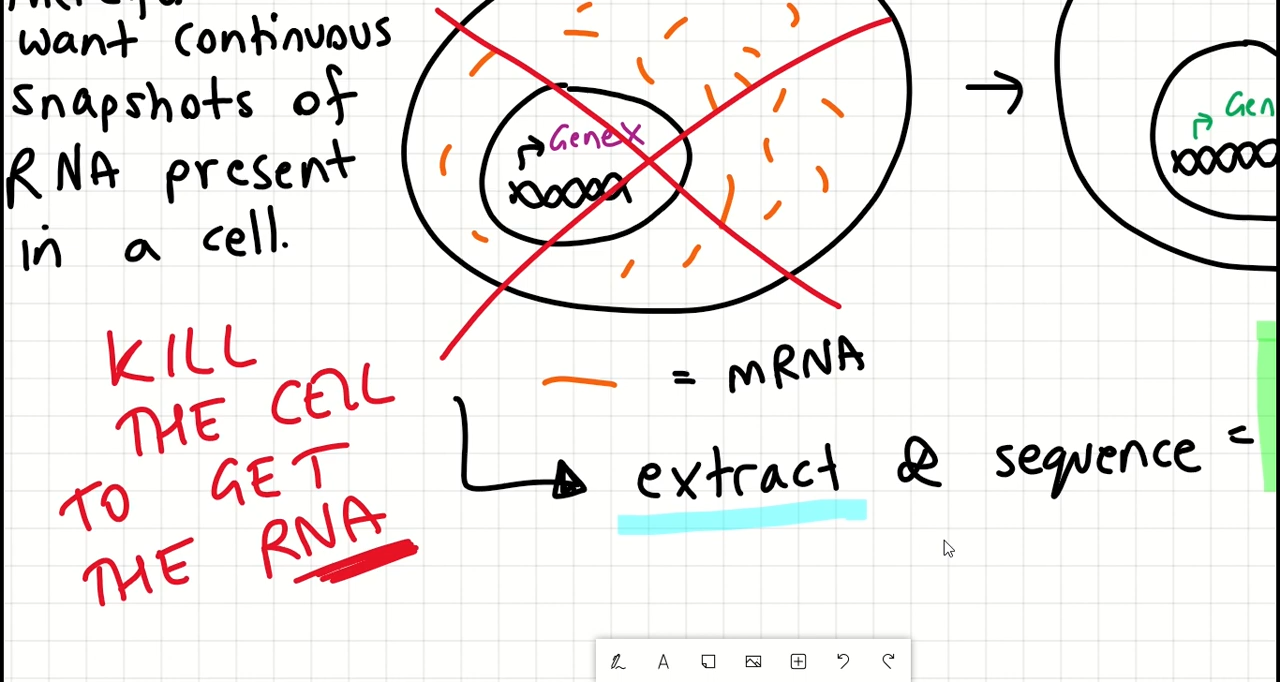 want continuous
snapshots of
RNA present
in a cell.
Gene X
Gen
KILL
THE CELL
TO GET
THE RNA
= mRNA
extract & sequence =
A